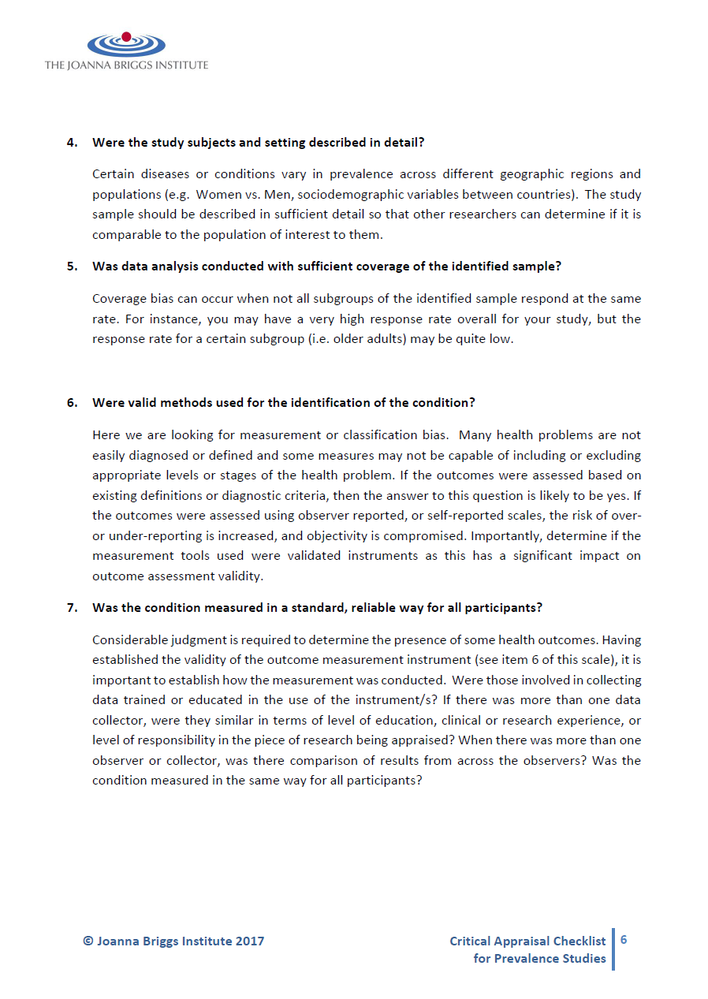 THE JOANNA BRIGGS INSTITUTE
4. Were the study subjects and setting described in detail?
Certain diseases or conditions vary in prevalence across different geographic regions and
populations (e.g. Women vs. Men, sociodemographic variables between countries). The study
sample should be described in sufficient detail so that other researchers can determine if it is
comparable to the population of interest to them.
5. Was data analysis conducted with sufficient coverage of the identified sample?
Coverage bias can occur when not all subgroups of the identified sample respond at the same
rate. For instance, you may have a very high response rate overall for your study, but the
response rate for a certain subgroup (i.e. older adults) may be quite low.
6. Were valid methods used for the identification of the condition?
Here we are looking for measurement or classification bias. Many health problems are not
easily diagnosed or defined and some measures may not be capable of including or excluding
appropriate levels or stages of the health problem. If the outcomes were assessed based on
existing definitions or diagnostic criteria, then the answer to this question is likely to be yes. If
the outcomes were assessed using observer reported, or self-reported scales, the risk of over-
or under-reporting is increased, and objectivity is compromised. Importantly, determine if the
measurement tools used were validated instruments as this has a significant impact on
outcome assessment validity.
7. Was the condition measured in a standard, reliable way for all participants?
Considerable judgment is required to determine the presence of some health outcomes. Having
established the validity of the outcome measurement instrument (see item 6 of this scale), it is
important to establish how the measurement was conducted. Were those involved in collecting
data trained or educated in the use of the instrument/s? If there was more than one data
collector, were they similar in terms of level of education, clinical or research experience, or
level of responsibility in the piece of research being appraised? When there was more than one
observer or collector, was there comparison of results from across the observers? Was the
condition measured in the same way for all participants?
© Joanna Briggs Institute 2017
Critical Appraisal Checklist 6
for Prevalence Studies